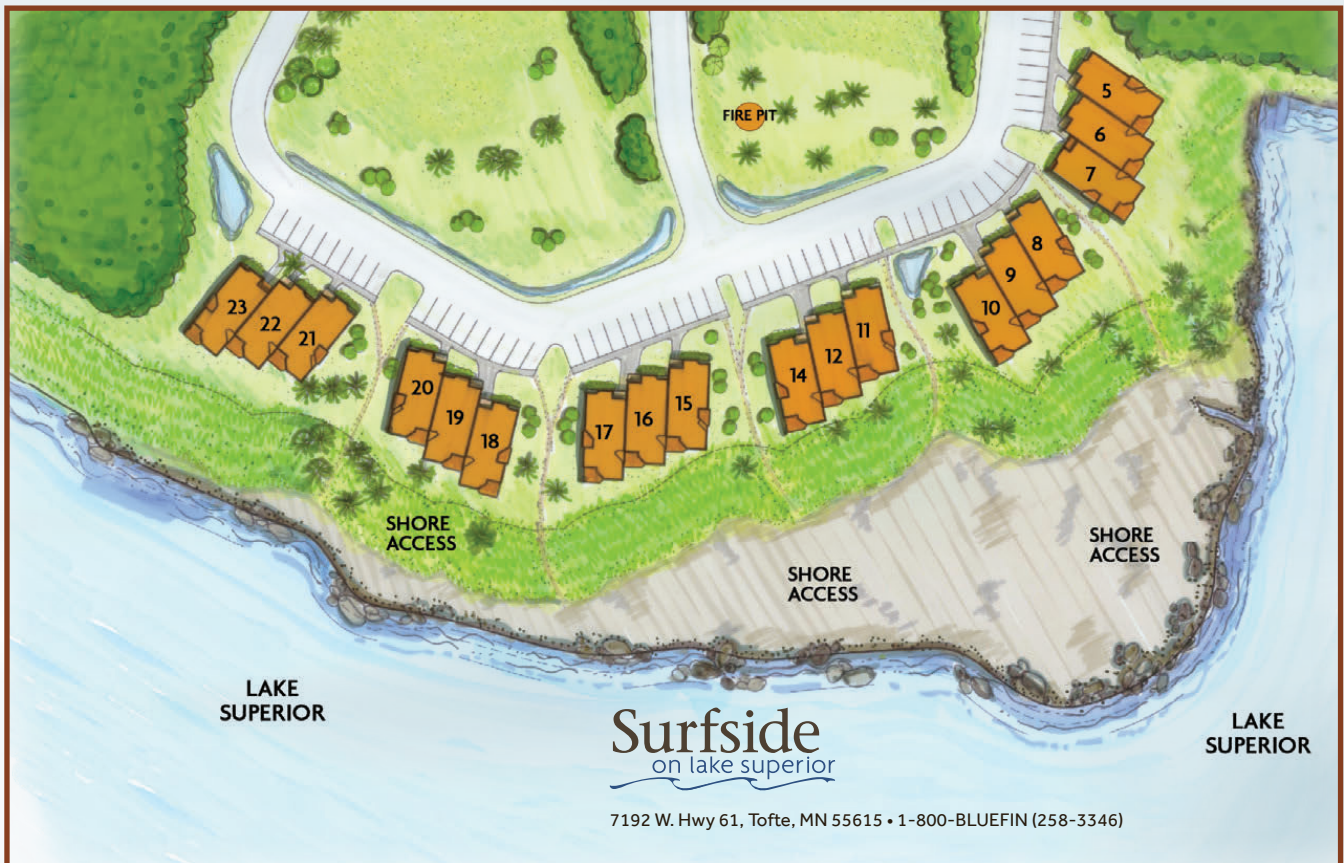 FIRE PIT
5
6
7
8
9
10
11
12
14
15
16
17
18
19
20
21
22
23
SHORE
ACCESS
SHORE
ACCESS
SHORE
ACCESS
LAKE
SUPERIOR
LAKE
SUPERIOR
Surfside
on lake superior
7192 W. Hwy 61, Tofte, MN 55615 • 1-800-BLUEFIN (258-3346)